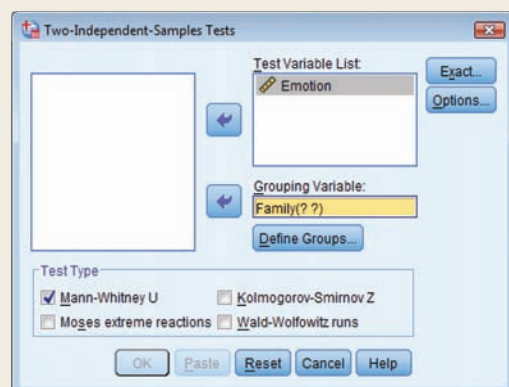 Two-Independent-Samples Tests
Test Variable List:
Emotion
Exact...
Options...
Grouping Variable:
Family(? ?)
Define Groups...
Test Type
Mann-Whitney U
Kolmogorov-Smirnov Z
Moses extreme reactions
Wald-Wolfowitz runs
OK
Paste
Reset
Cancel
Help